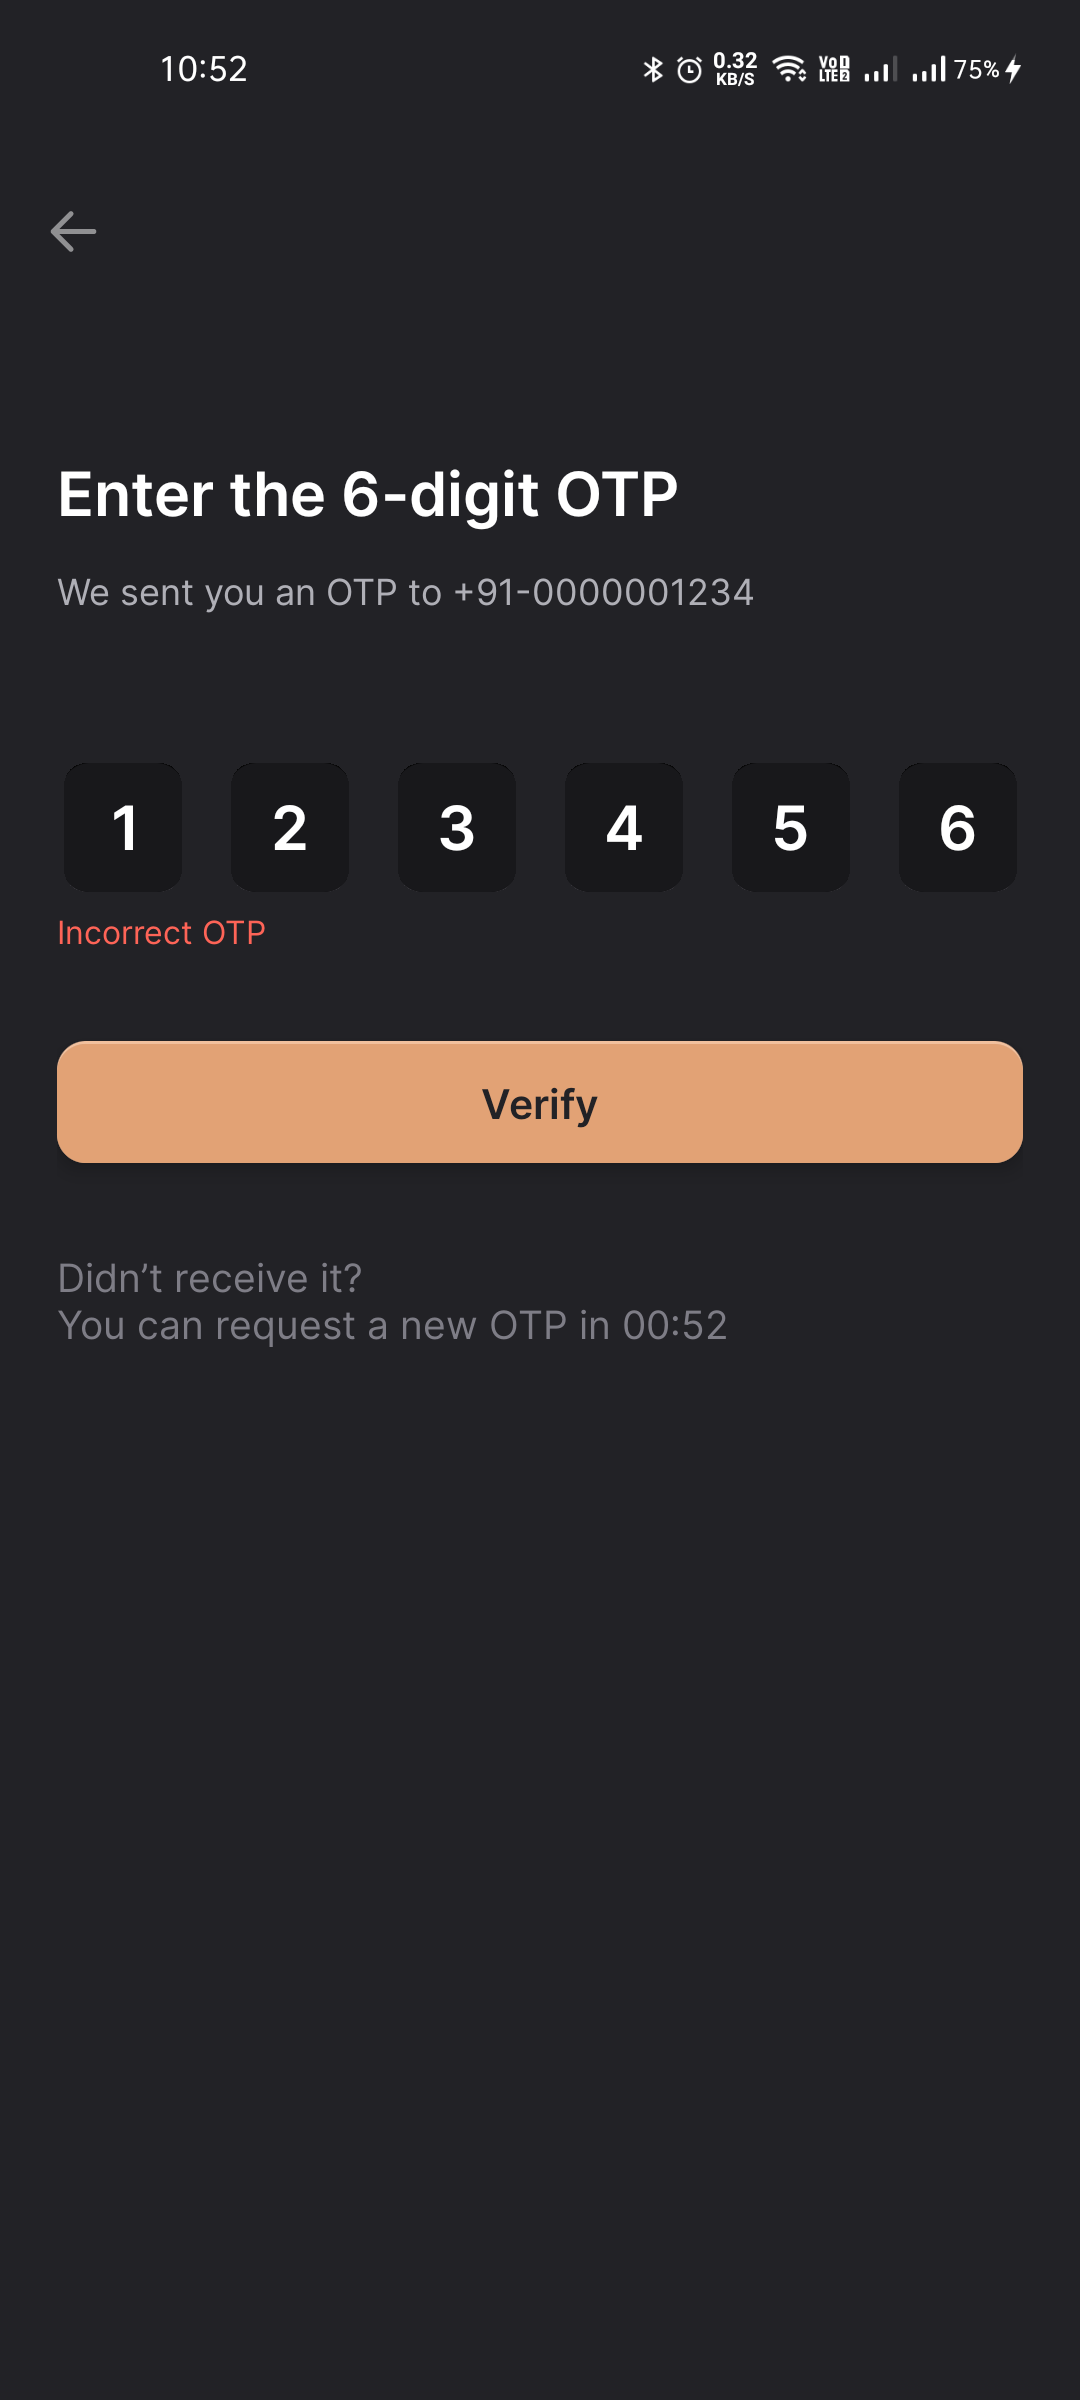 10:52
0.32
KB/S
VoD
LTE2
75%
Enter the 6-digit OTP
We sent you an OTP to +91-0000001234
1 2 3 4 5 6
Incorrect OTP
Verify
Didn’t receive it?
You can request a new OTP in 00:52